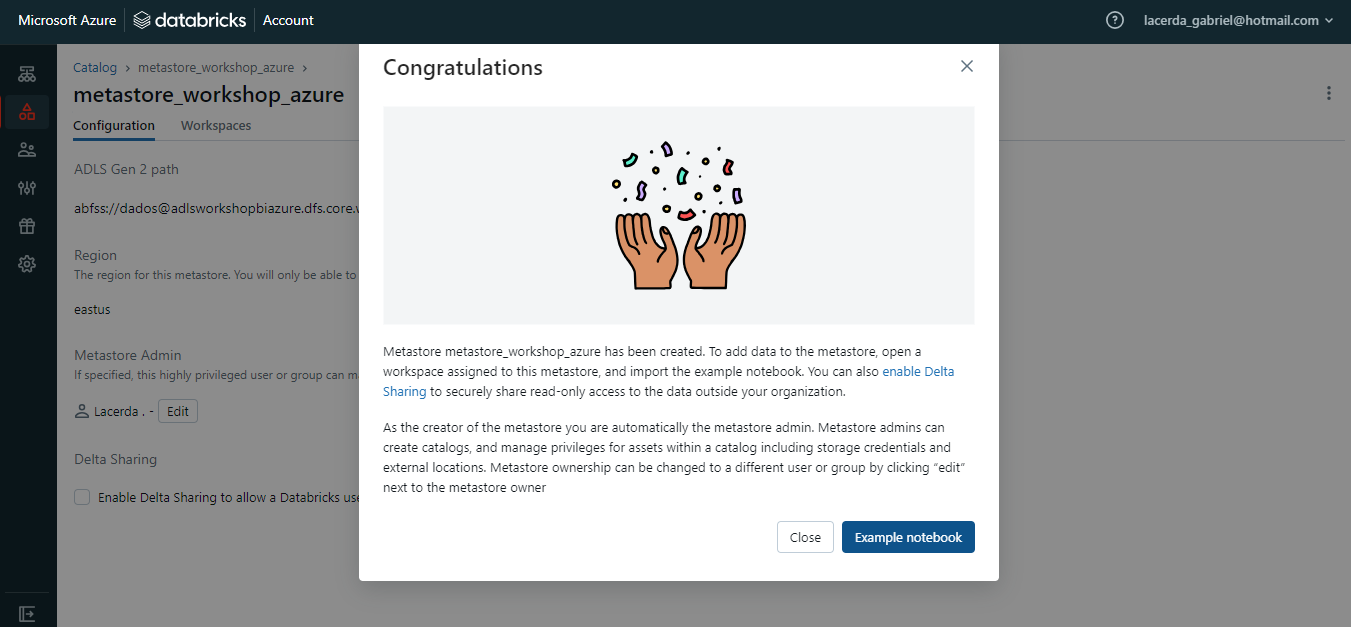 Microsoft Azure databricks Account
lacerda_gabriel@hotmail.com
Catalog › metastore_workshop_azure ›
metastore_workshop_azure
Configuration Workspaces
ADLS Gen 2 path
abfss://dados@adlsworkshopbiazure.dfs.core.
Region
The region for this metastore. You will only be able to
eastus
Metastore Admin
If specified, this highly privileged user or group can
Lacerda . - Edit
Delta Sharing
Enable Delta Sharing to allow a Databricks
Congratulations
Metastore metastore_workshop_azure has been created. To add data to the metastore, open a
workspace assigned to this metastore, and import the example notebook. You can also enable Delta
Sharing to securely share read-only access to the data outside your organization.
As the creator of the metastore you are automatically the metastore admin. Metastore admins can
create catalogs, and manage privileges for assets within a catalog including storage credentials and
external locations. Metastore ownership can be changed to a different user or group by clicking “edit”
next to the metastore owner
Close Example notebook